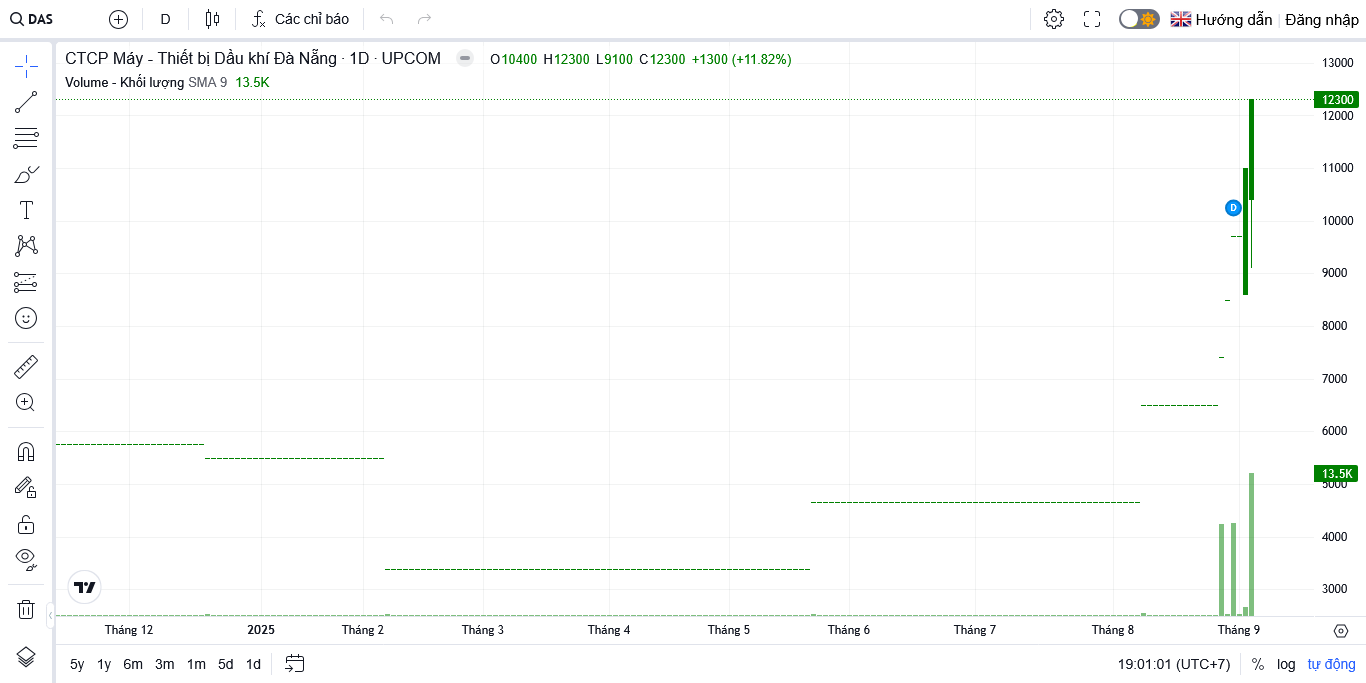 DAS D Các chỉ báo Hướng dẫn Đăng nhập
CTCP Máy - Thiết bị Dầu khí Đà Nẵng · 1D · UPCOM O10400 H12300 L9100 C12300 +1300 (+11.82%)
Volume - Khối lượng SMA 9 13.5K
13000
12300
12000
11000
10000
D
9000
8000
7000
6000
13.5K
5000
4000
3000
Tháng 12 2025 Tháng 2 Tháng 3 Tháng 4 Tháng 5 Tháng 6 Tháng 7 Tháng 8 Tháng 9
5y 1y 6m 3m 1m 5d 1d 19:01:01 (UTC+7) % log tự động